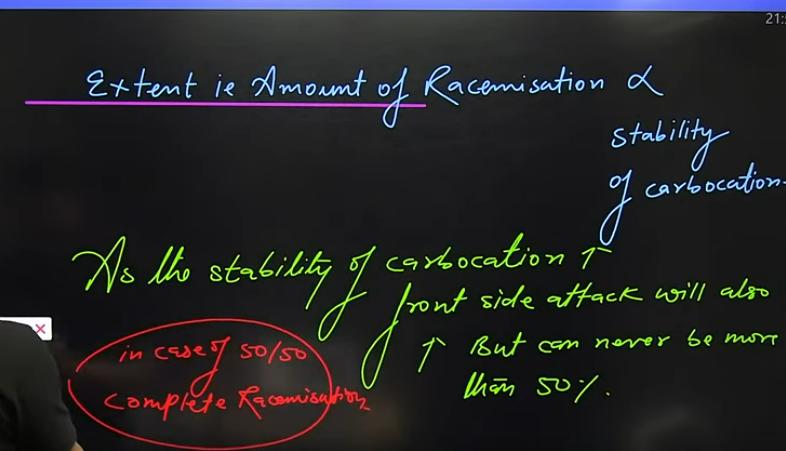 21:
Extent ie Amount of Racemisation ∝
stability
of carbocation.
As the stability of carbocation ↑
front side attack will also
↑ But can never be more
than 50%.
in case of 50/50
complete Racemisation